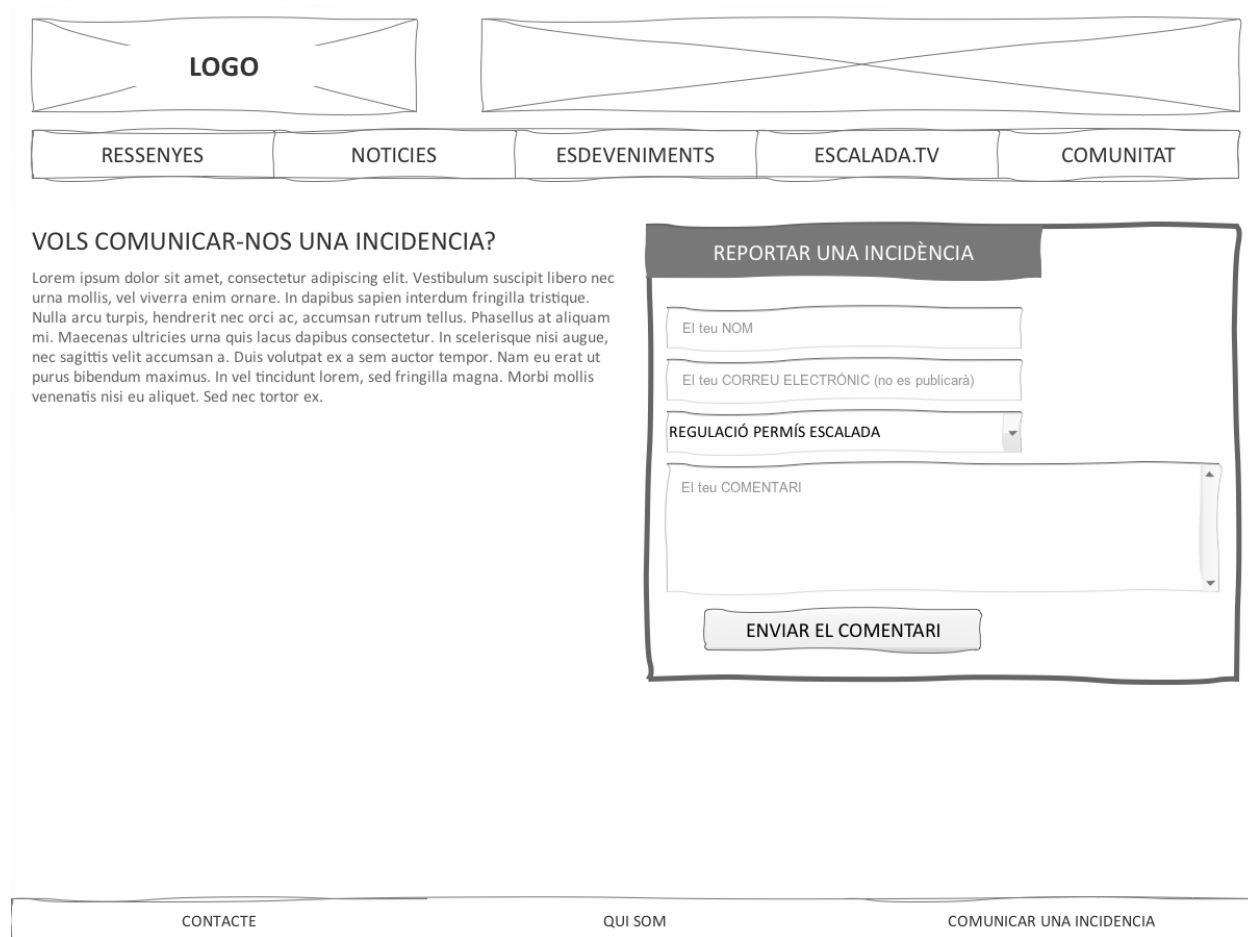 LOGO
RESSENYES NOTICIES ESDEVENIMENTS ESCALADA.TV COMUNITAT
VOLS COMUNICAR-NOS UNA INCIDENCIA?
Lorem ipsum dolor sit amet, consectetur adipiscing elit. Vestibulum suscipit libero nec
urna mollis, vel viverra enim ornare. In dapibus sapien interdum fringilla tristique.
Nulla arcu turpis, hendrerit nec orci ac, accumsan rutrum tellus. Phasellus at aliquam
mi. Maecenas ultricies urna quis lacus dapibus consectetur. In scelerisque nisi augue,
nec sagittis velit accumsan a. Duis volutpat ex a sem auctor tempor. Nam eu erat ut
purus bibendum maximus. In vel tincidunt lorem, sed fringilla magna. Morbi mollis
venenatis nisi eu aliquet. Sed nec tortor ex.
REPORTAR UNA INCIDÈNCIA
El teu NOM
El teu CORREU ELECTRÓNIC (no es publicarà)
REGULACIÓ PERMÍS ESCALADA
El teu COMENTARI
ENVIAR EL COMENTARI
CONTACTE QUI SOM COMUNICAR UNA INCIDENCIA